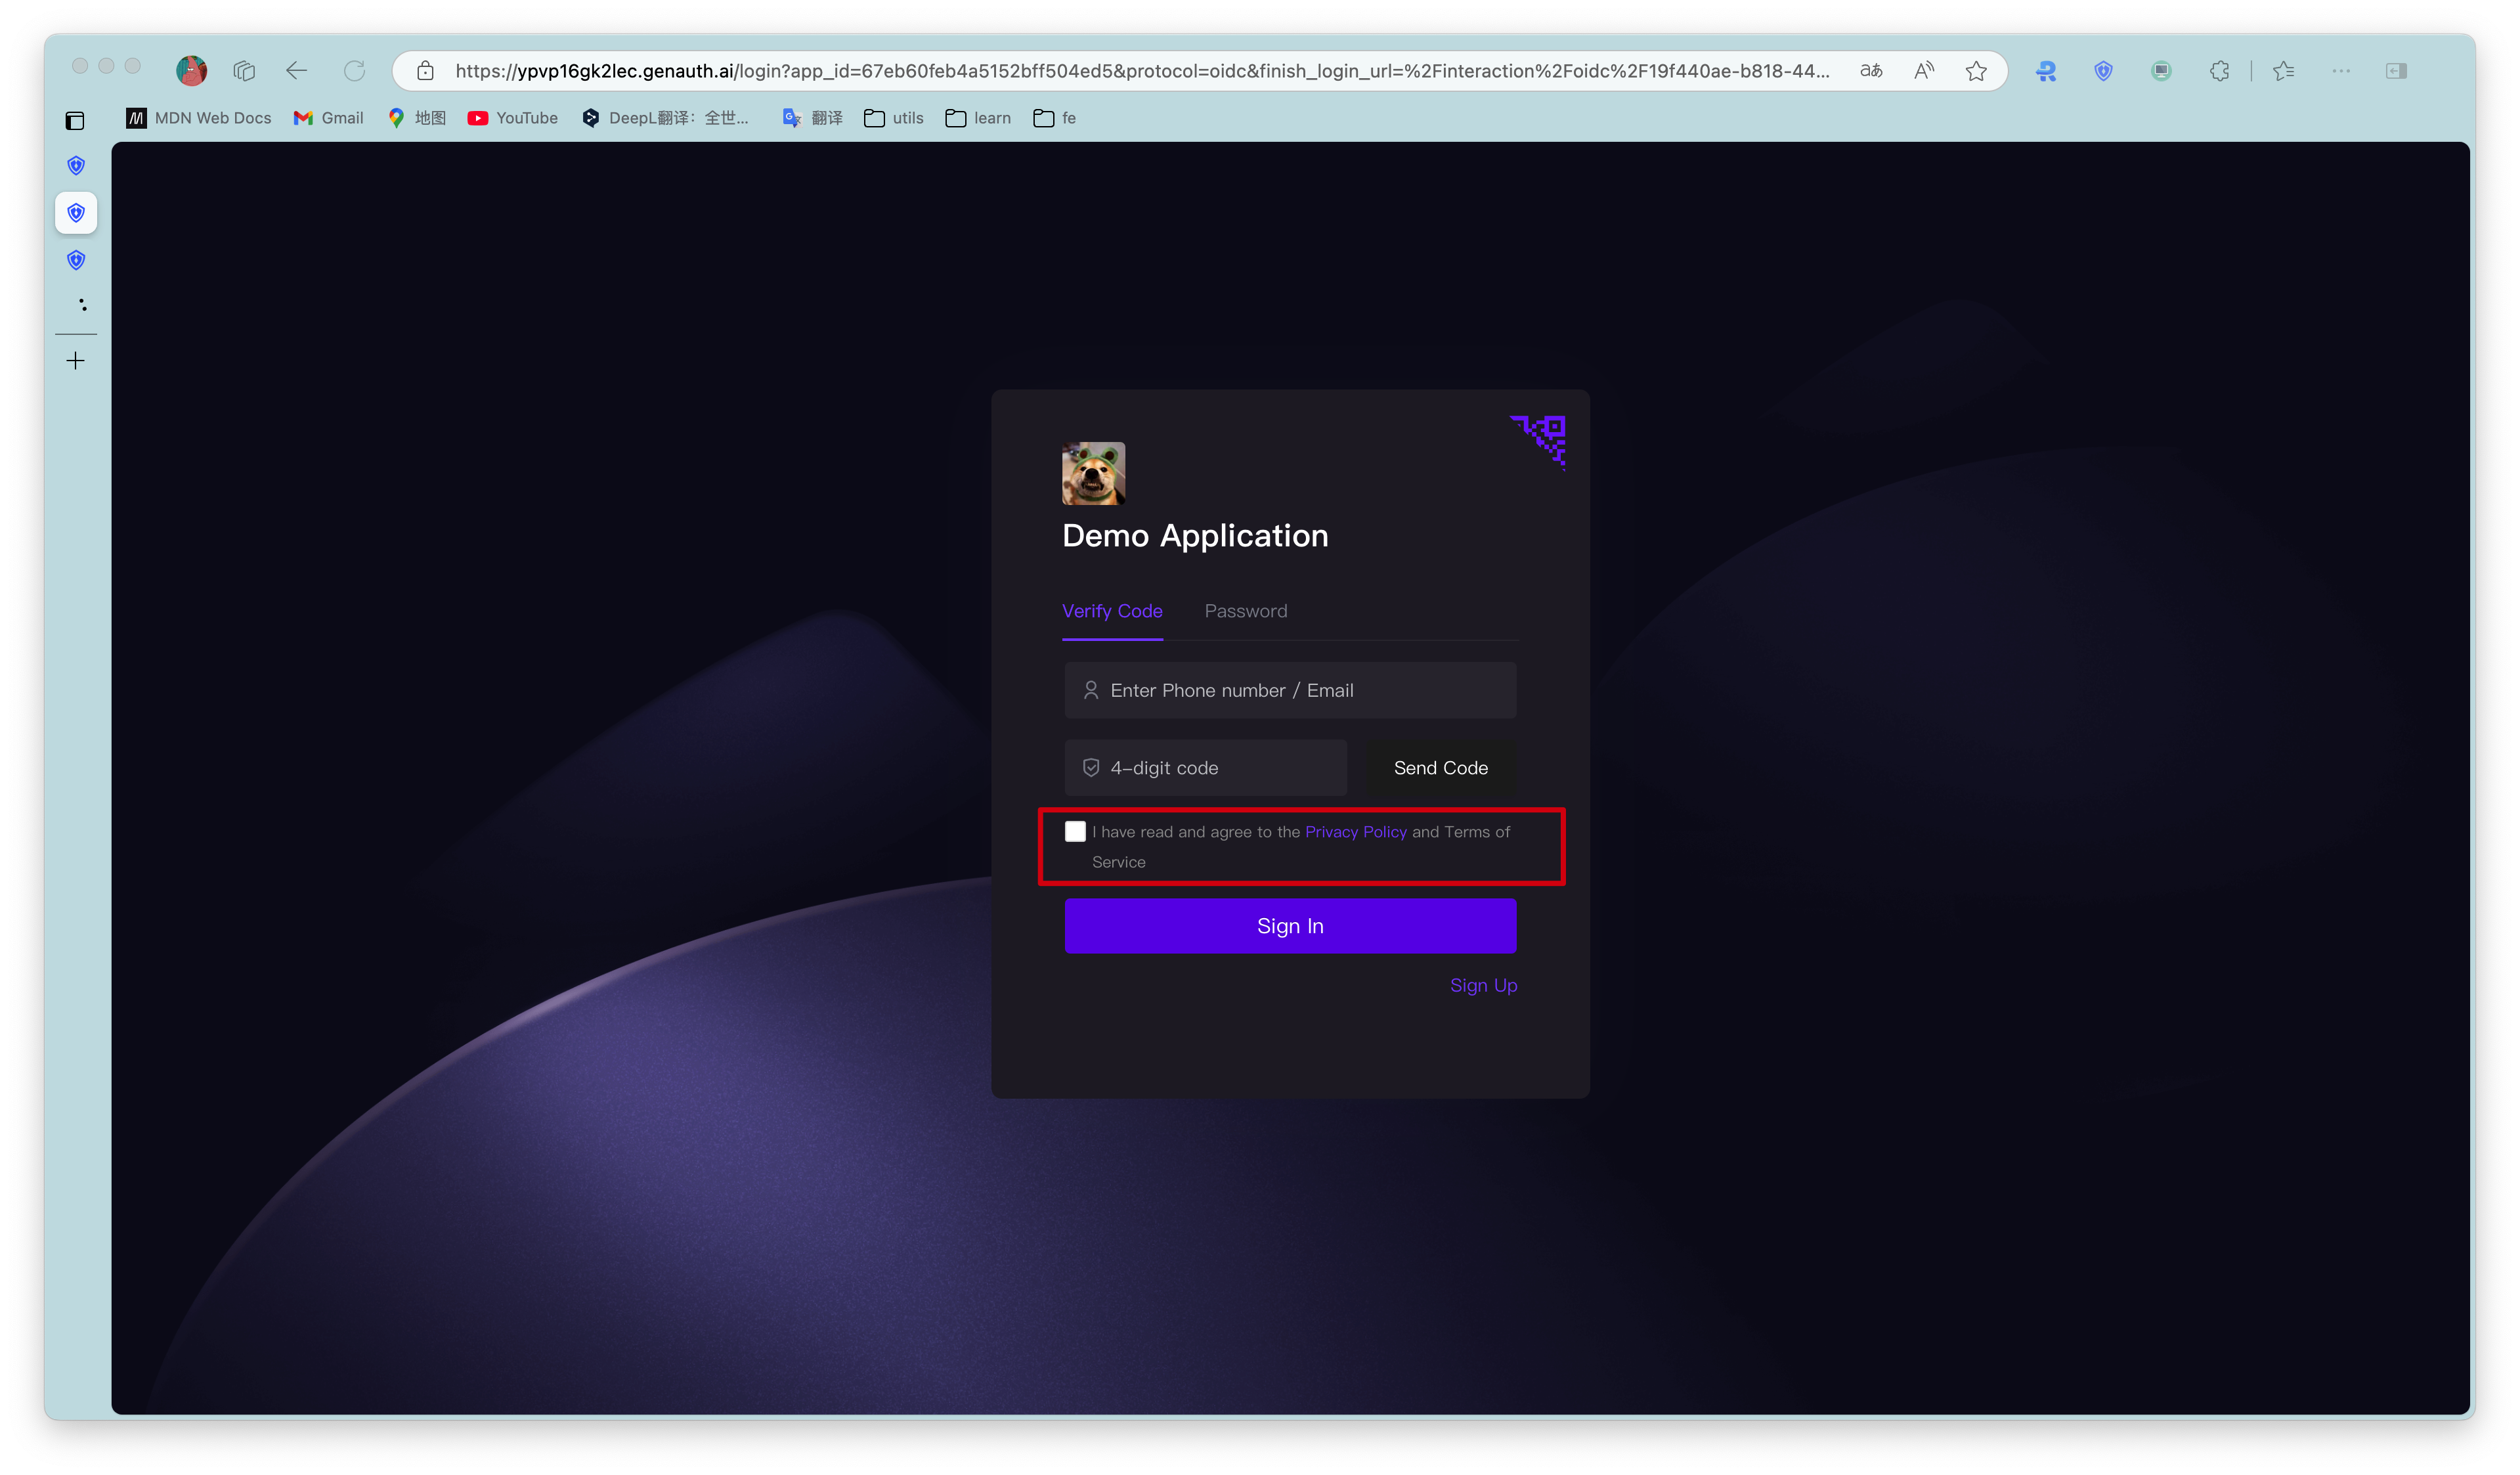 https://ypvp16gk2lec.genauth.ai/login?app_id=67eb60feb4a5152bff504ed5&protocol=oidc&finish_login_url=%2Finteraction%2Foidc%2F19f440ae-b818-44...
MDN Web Docs Gmail 地图 YouTube DeepL翻译：全世... 翻译 utils learn fe
Demo Application
Verify Code Password
Enter Phone number / Email
4-digit code Send Code
I have read and agree to the Privacy Policy and Terms of
Service
Sign In
Sign Up